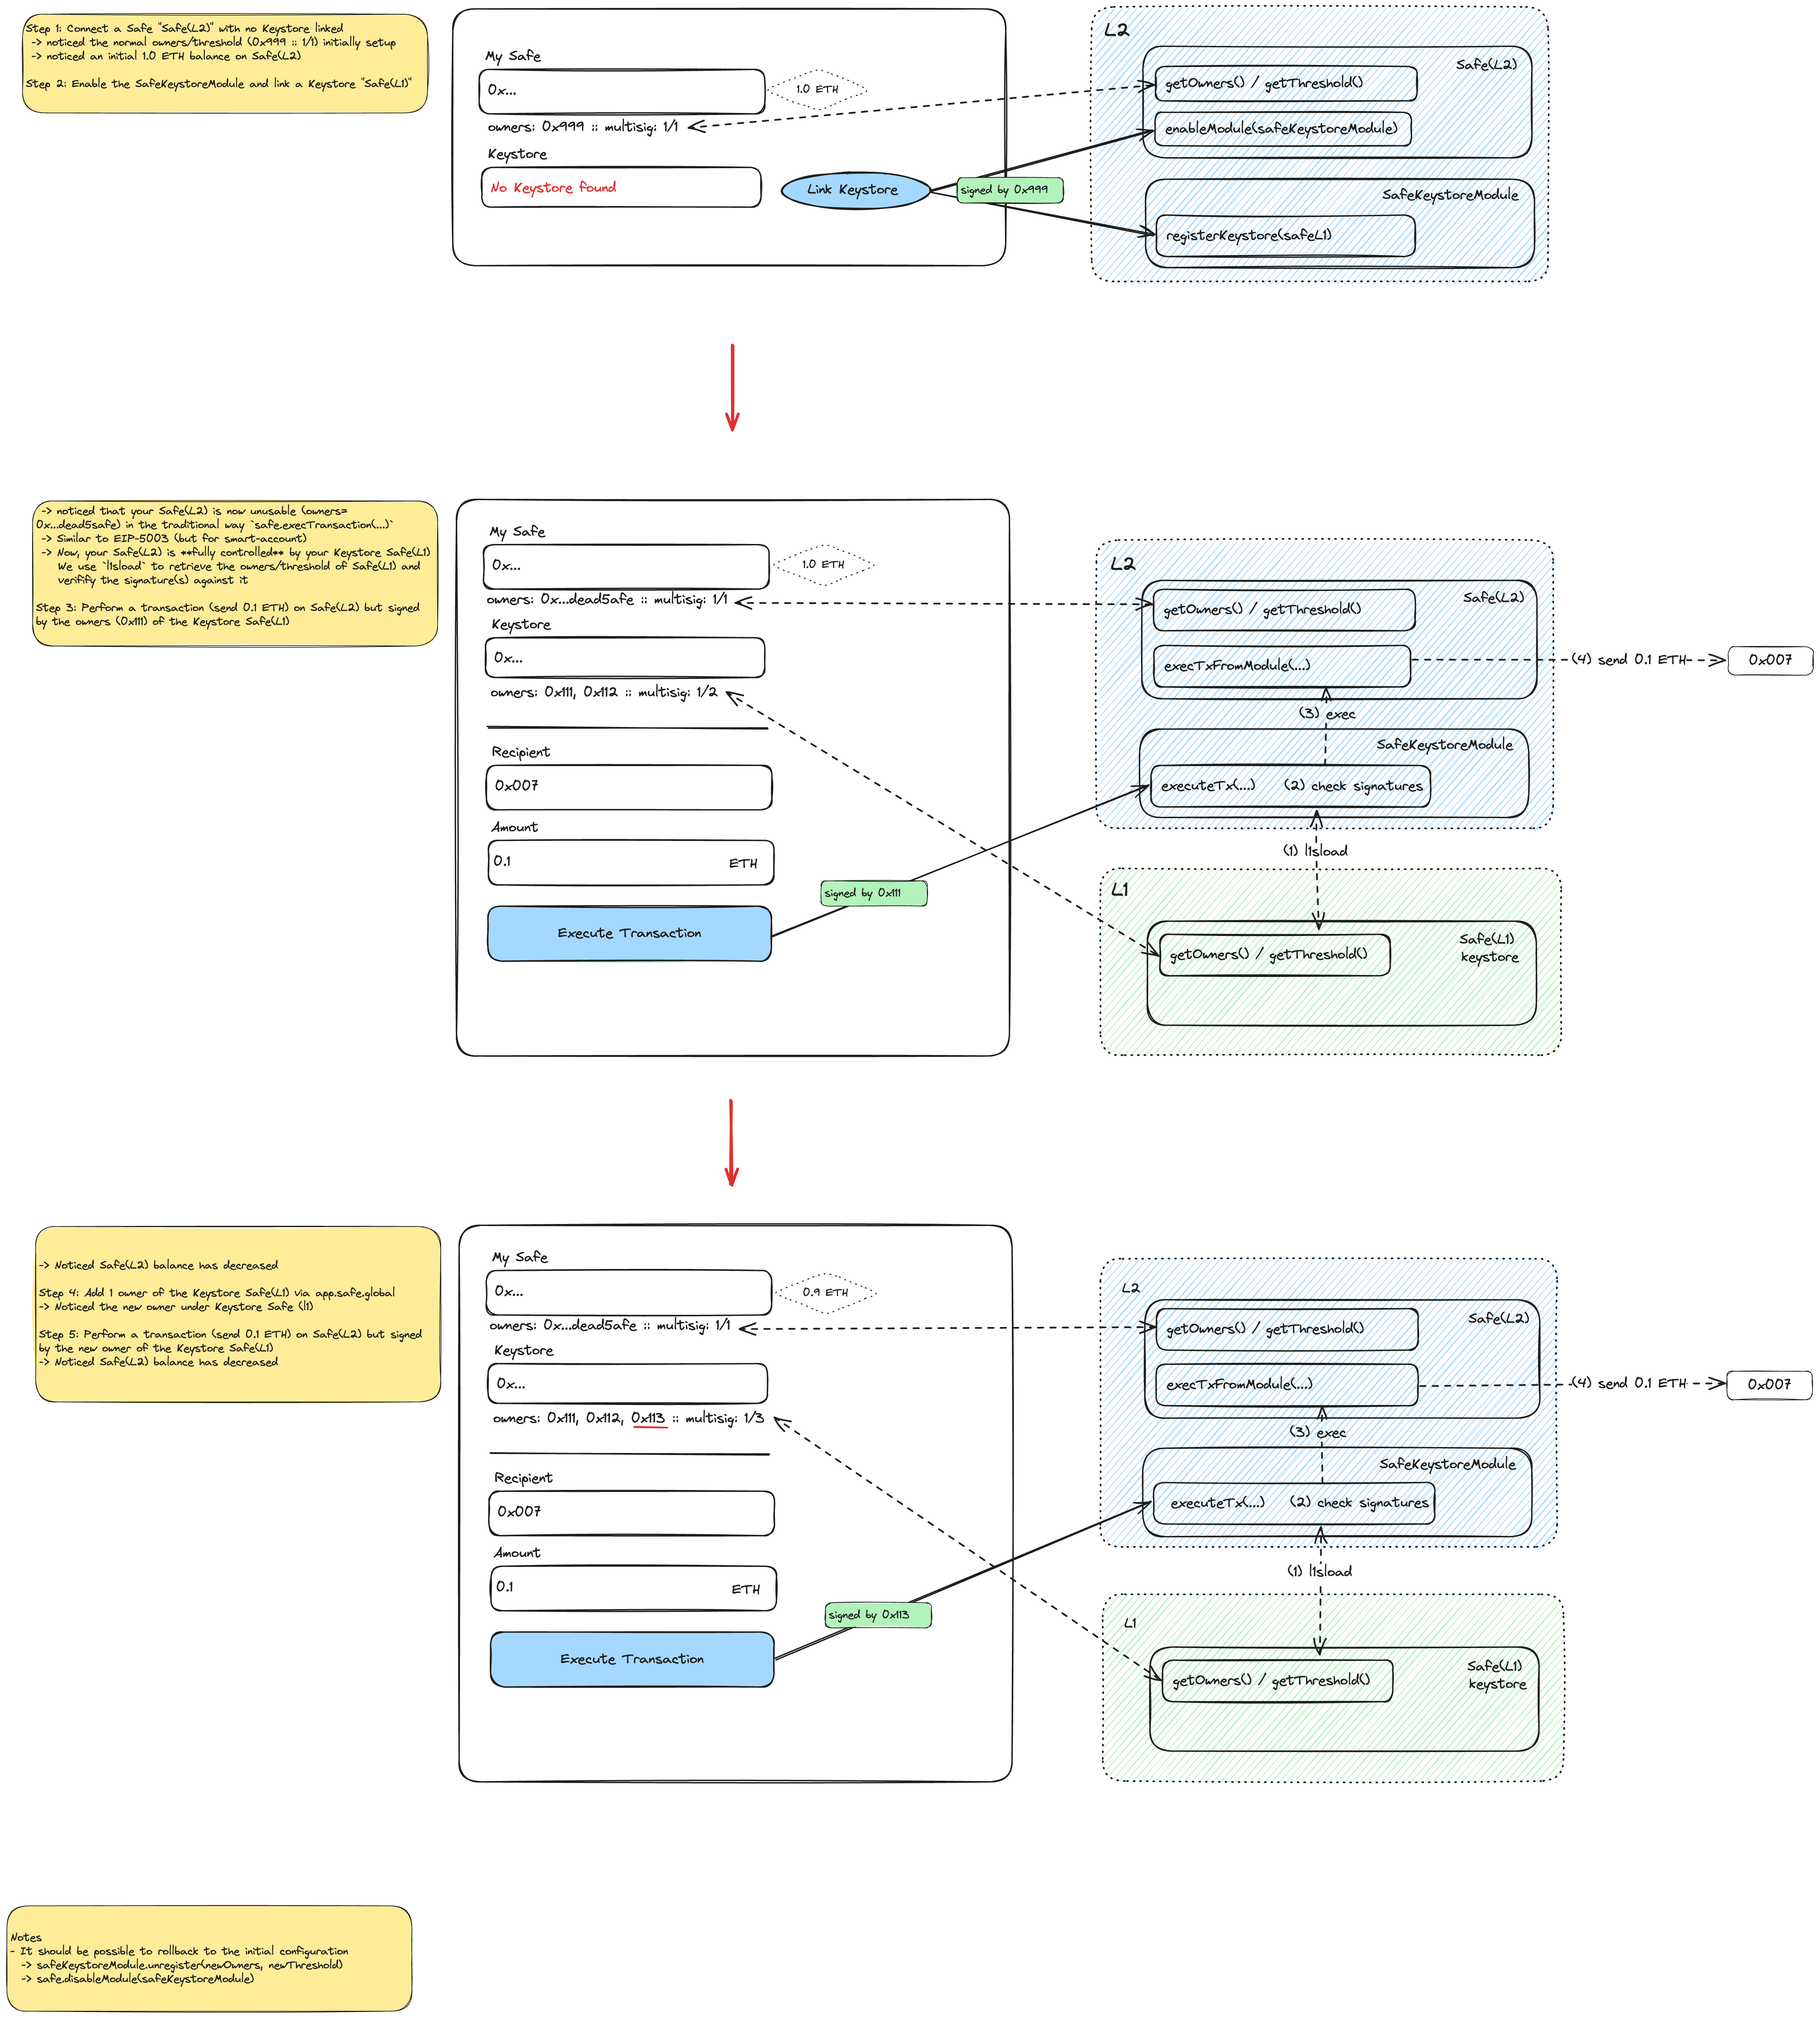 Step 1: Connect a Safe "Safe(L2)" with no Keystore linked
-> noticed the normal owners/threshold (0x999 :: 1/1) initially setup
-> noticed an initial 1.0 ETH balance on Safe(L2)
Step 2: Enable the SafeKeystoreModule and link a Keystore "Safe(L1)"
My Safe
0x...
1.0 ETH
owners: 0x999 :: multisig: 1/1
Keystore
No Keystore found
Link Keystore
signed by 0x999
L2
Safe(L2)
getOwners() / getThreshold()
enableModule(safeKeystoreModule)
SafeKeystoreModule
registerKeystore(safeL1)
-> noticed that your Safe(L2) is now unusable (owners=
0x...dead5afe) in the traditional way `safe.execTransaction(...)`
-> Similar to EIP-5003 (but for smart-account)
-> Now, your Safe(L2) is **fully controlled** by your Keystore Safe(L1)
We use `l1sload` to retrieve the owners/threshold of Safe(L1) and
verifify the signature(s) against it
Step 3: Perform a transaction (send 0.1 ETH) on Safe(L2) but signed
by the owners (0x111) of the Keystore Safe(L1)
My Safe
0x...
1.0 ETH
owners: 0x...dead5afe :: multisig: 1/1
Keystore
0x...
owners: 0x111, 0x112 :: multisig: 1/2
Recipient
0x007
Amount
0.1
ETH
Execute Transaction
signed by 0x111
L2
Safe(L2)
getOwners() / getThreshold()
execTxFromModule(...)
(4) send 0.1 ETH
0x007
(3) exec
SafeKeystoreModule
executeTx(...)
(2) check signatures
(1) l1sload
L1
Safe(L1)
keystore
getOwners() / getThreshold()
-> Noticed Safe(L2) balance has decreased
Step 4: Add 1 owner of the Keystore Safe(L1) via app.safe.global
-> Noticed the new owner under Keystore Safe (l1)
Step 5: Perform a transaction (send 0.1 ETH) on Safe(L2) but signed
by the new owner of the Keystore Safe(L1)
-> Noticed Safe(L2) balance has decreased
My Safe
0x...
0.9 ETH
owners: 0x...dead5afe :: multisig: 1/1
Keystore
0x...
owners: 0x111, 0x112, 0x113 :: multisig: 1/3
Recipient
0x007
Amount
0.1
ETH
Execute Transaction
signed by 0x113
L2
Safe(L2)
getOwners() / getThreshold()
execTxFromModule(...)
(4) send 0.1 ETH
0x007
(3) exec
SafeKeystoreModule
executeTx(...)
(2) check signatures
(1) l1sload
L1
Safe(L1)
keystore
getOwners() / getThreshold()
Notes
- It should be possible to rollback to the initial configuration
-> safeKeystoreModule.unregister(newOwners, newThreshold)
-> safe.disableModule(safeKeystoreModule)